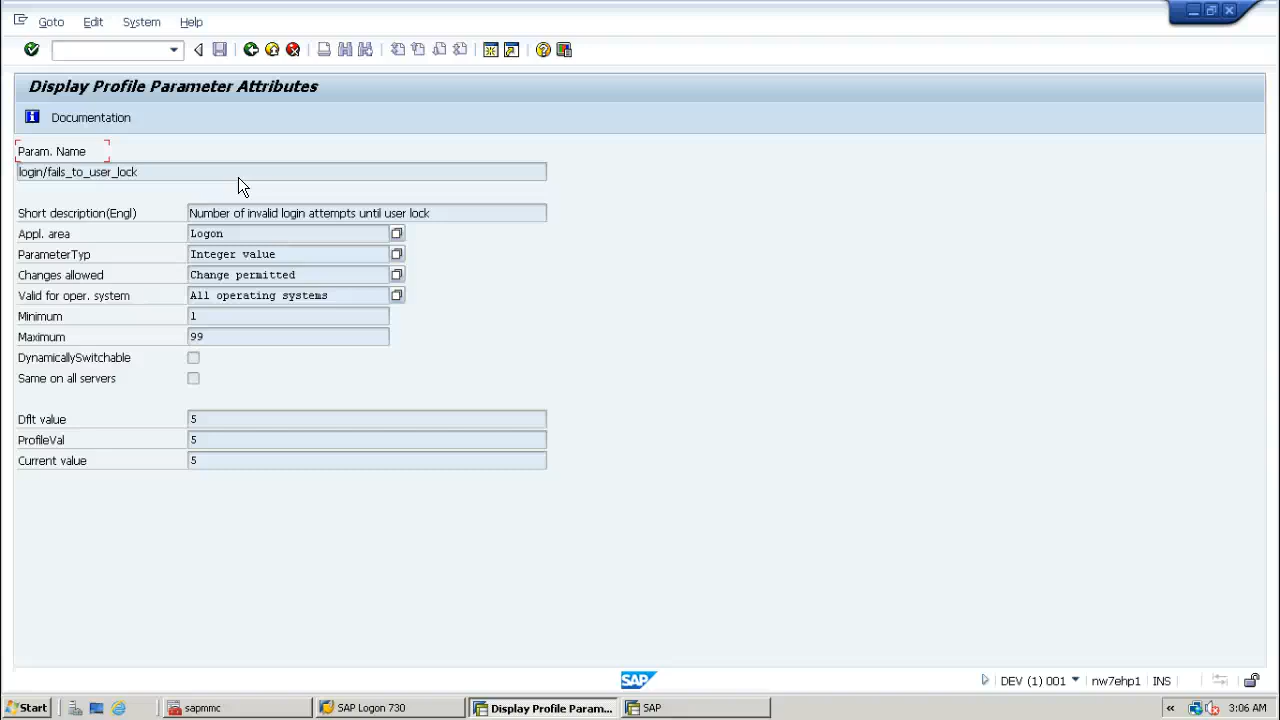 Goto Edit System Help
Display Profile Parameter Attributes
Documentation
Param. Name
login/fails_to_user_lock
Short description(Engl) Number of invalid login attempts until user lock
Appl. area Logon
ParameterTyp Integer value
Changes allowed Change permitted
Valid for oper. system All operating systems
Minimum 1
Maximum 99
DynamicallySwitchable
Same on all servers
Dflt value 5
ProfileVal 5
Current value 5
SAP
DEV (1) 001 nw7ehp1 INS
Start sapmmc SAP Logon 730 Display Profile Param... SAP « 3:06 AM